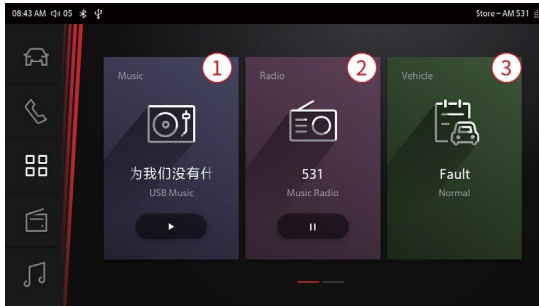 08:43 AM 05
Store – AM 531
Music 1
Radio 2
Vehicle 3
为我们没有什
USB Music
531
Music Radio
Fault
Normal